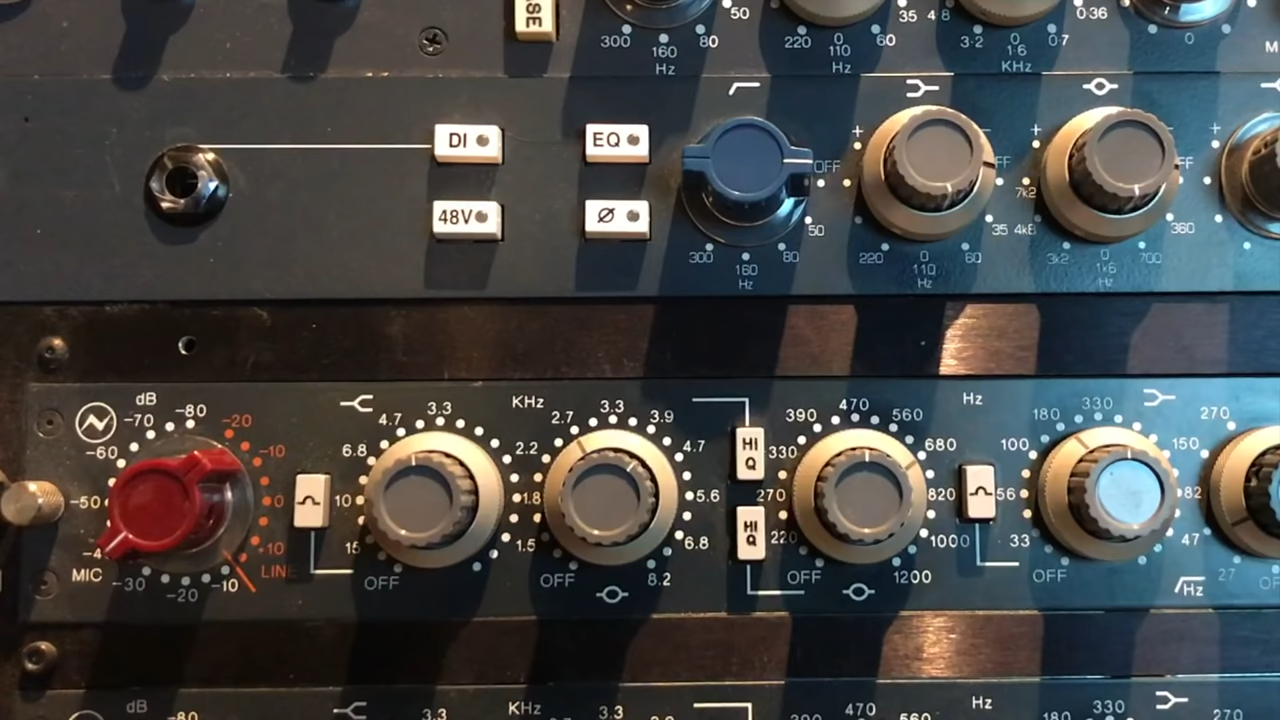 SE
50
300
160
80
Hz
220
0
110
60
Hz
35
4 8
3·2
0
1·6
0·7
KHz
0·36
0
M
DI
EQ
48V
Ø
OFF
50
300
160
80
Hz
+
-
FF
35
220
0
110
60
Hz
+
FF
7k2
4k8
360
3k2
0
1k6
700
Hz
+
dB
-80
-70
-60
-50
-4
-30
-20
-10
MIC
-20
-10
0
+10
LIN
3.3
4.7
6.8
10
15
OFF
KHz
3.3
2.7
3.9
2.2
4.7
1.8
5.6
1.5
6.8
OFF
8.2
HI
Q
HI
Q
470
390
560
330
680
270
820
220
1000
OFF
1200
Hz
330
180
100
150
56
82
33
47
OFF
Hz
270
27
OF
dB
-80
3.3
KHz
3.3
470
390
560
Hz
330
180
270